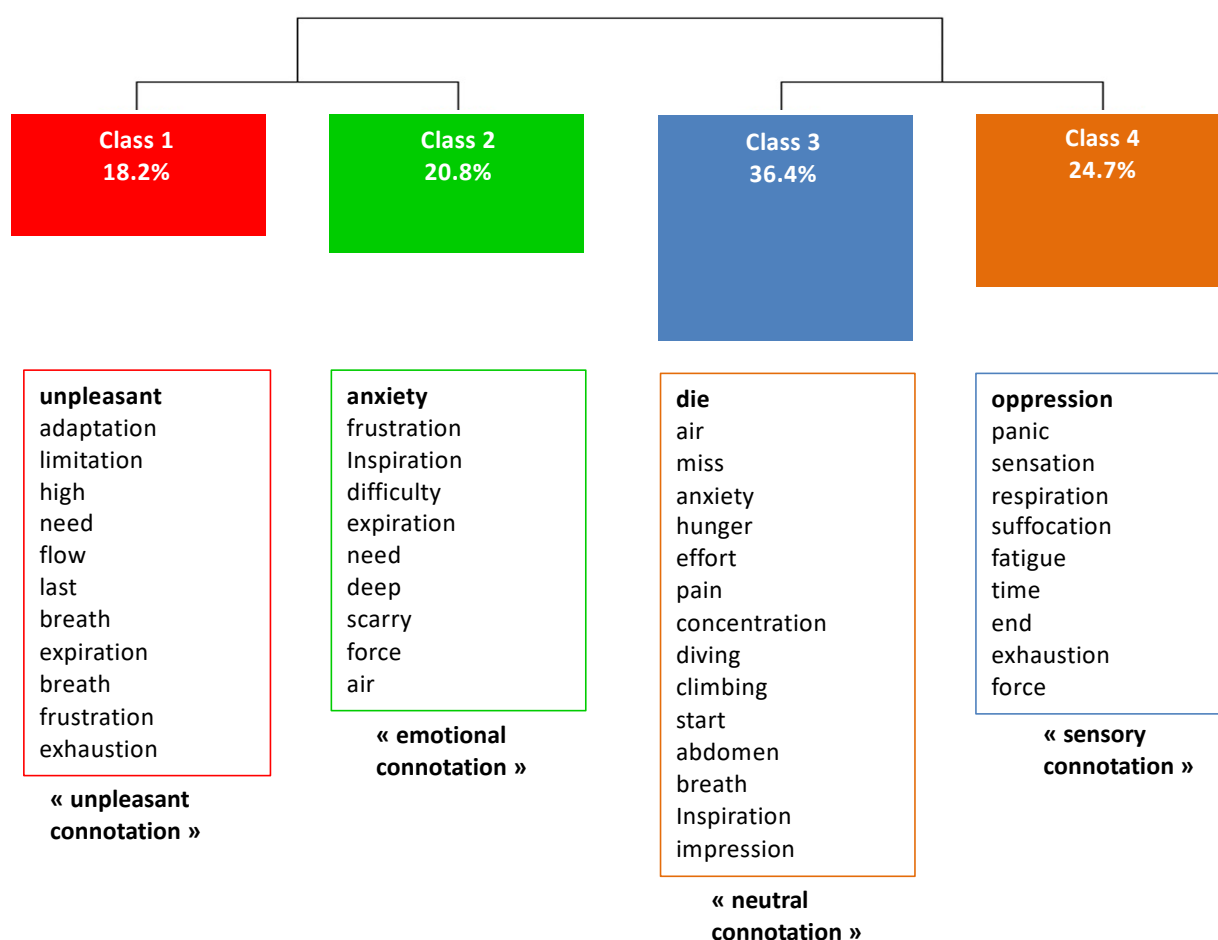 Class 1
18.2%
Class 2
20.8%
Class 3
36.4%
Class 4
24.7%
unpleasant
adaptation
limitation
high
need
flow
last
breath
expiration
breath
frustration
exhaustion
« unpleasant
connotation »
anxiety
frustration
Inspiration
difficulty
expiration
need
deep
scarry
force
air
« emotional
connotation »
die
air
miss
anxiety
hunger
effort
pain
concentration
diving
climbing
start
abdomen
breath
Inspiration
impression
« neutral
connotation »
oppression
panic
sensation
respiration
suffocation
fatigue
time
end
exhaustion
force
« sensory
connotation »